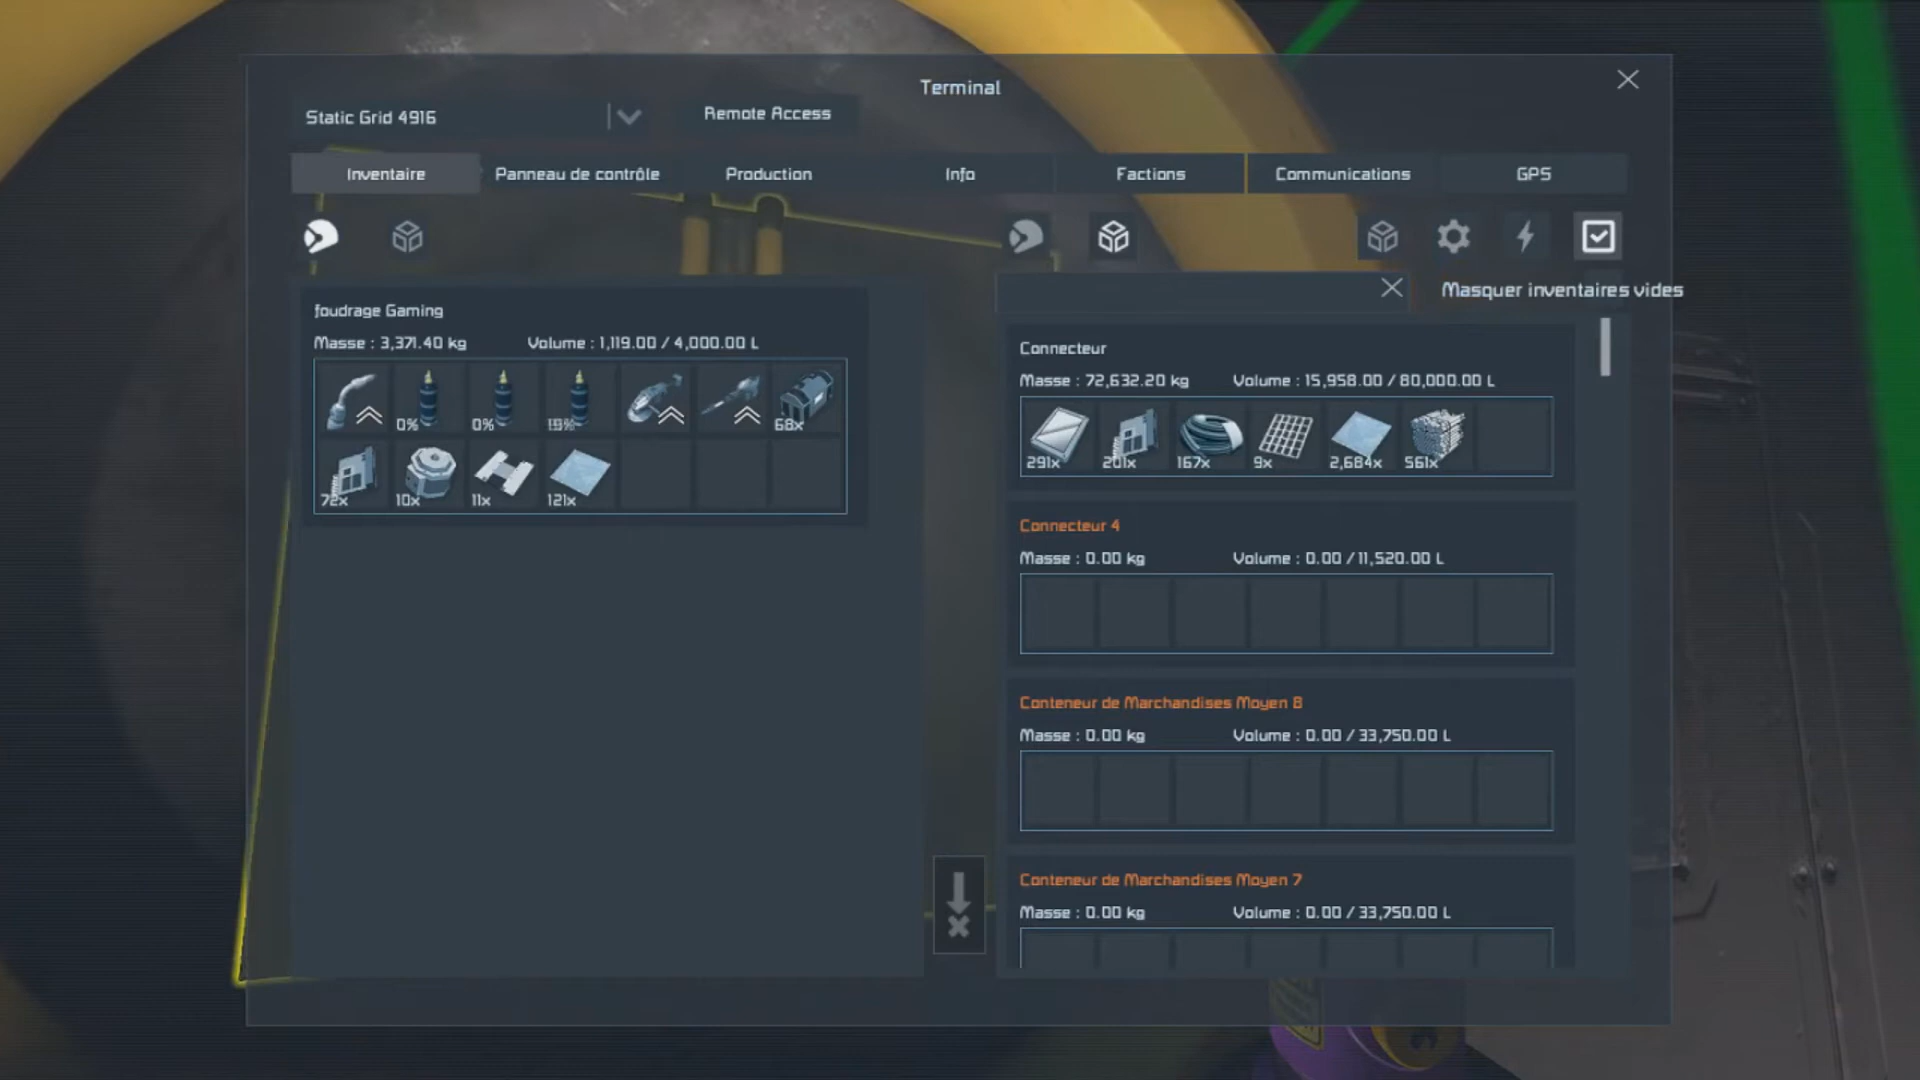 Terminal
Static Grid 4916
Remote Access
Inventaire
Panneau de contrôle
Production
Info
Factions
Communications
GPS
Masquer inventaires vides
foudrage Gaming
Masse : 3,371.40 kg
Volume : 1,119.00 / 4,000.00 L
0%
0%
19%
68x
72x
10x
11x
121x
Connecteur
Masse : 72,632.20 kg
Volume : 15,958.00 / 80,000.00 L
291x
201x
167x
9x
2,684x
561x
Connecteur 4
Masse : 0.00 kg
Volume : 0.00 / 11,520.00 L
Conteneur de Marchandises Moyen 8
Masse : 0.00 kg
Volume : 0.00 / 33,750.00 L
Conteneur de Marchandises Moyen 7
Masse : 0.00 kg
Volume : 0.00 / 33,750.00 L